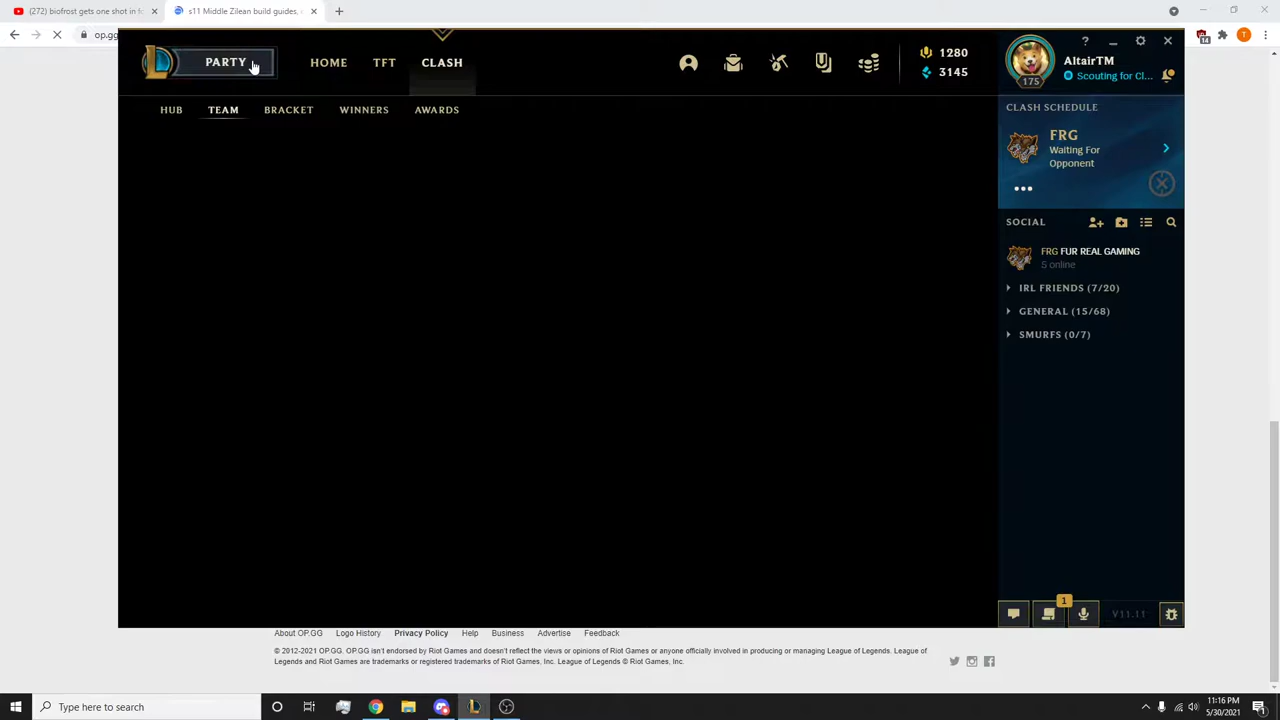 (272) biofrost gets one shot in fo
s11 Middle Zilean build guides,
op.gg
14
T
PARTY
HOME
TFT
CLASH
1280
3145
175
AltairTM
Scouting for Cl...
HUB
TEAM
BRACKET
WINNERS
AWARDS
CLASH SCHEDULE
FRG
Waiting For
Opponent
SOCIAL
FRG FUR REAL GAMING
5 online
IRL FRIENDS (7/20)
GENERAL (15/68)
SMURFS (0/7)
1
V11.11
About OP.GG Logo History Privacy Policy Help Business Advertise Feedback
© 2012-2021 OP.GG. OP.GG isn't endorsed by Riot Games and doesn't reflect the views or opinions of Riot Games or anyone officially involved in producing or managing League of Legends. League of
Legends and Riot Games are trademarks or registered trademarks of Riot Games, Inc. League of Legends © Riot Games, Inc.
Type here to search
11:16 PM
5/30/2021
1